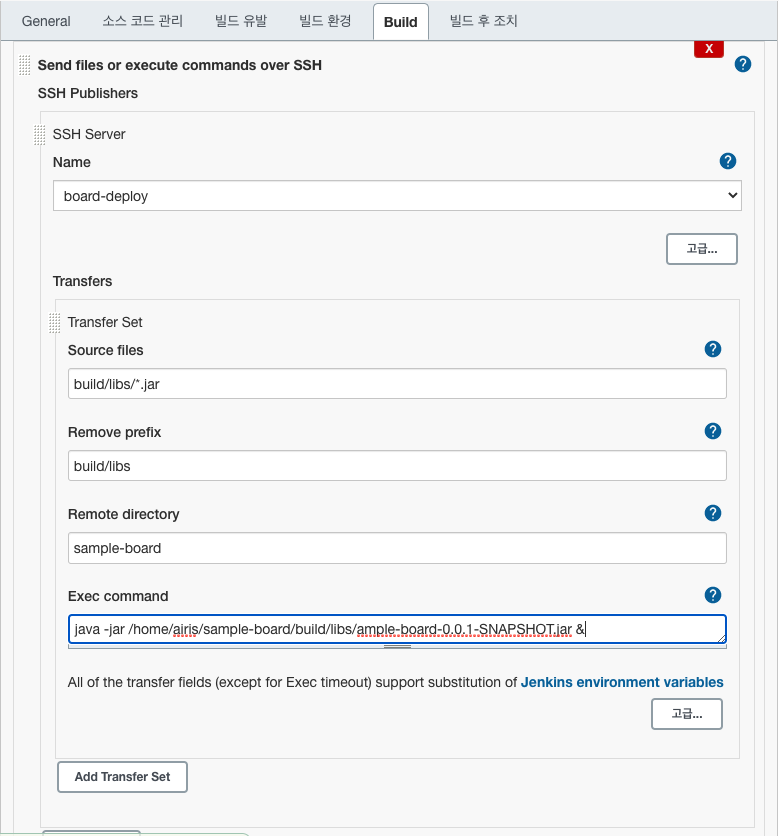 General 소스 코드 관리 빌드 유발 빌드 환경 Build 빌드 후 조치
X
Send files or execute commands over SSH ?
SSH Publishers
SSH Server
Name ?
board-deploy
고급...
Transfers
Transfer Set
Source files ?
build/libs/*.jar
Remove prefix ?
build/libs
Remote directory ?
sample-board
Exec command ?
java -jar /home/airis/sample-board/build/libs/ample-board-0.0.1-SNAPSHOT.jar &
All of the transfer fields (except for Exec timeout) support substitution of Jenkins environment variables
고급...
Add Transfer Set